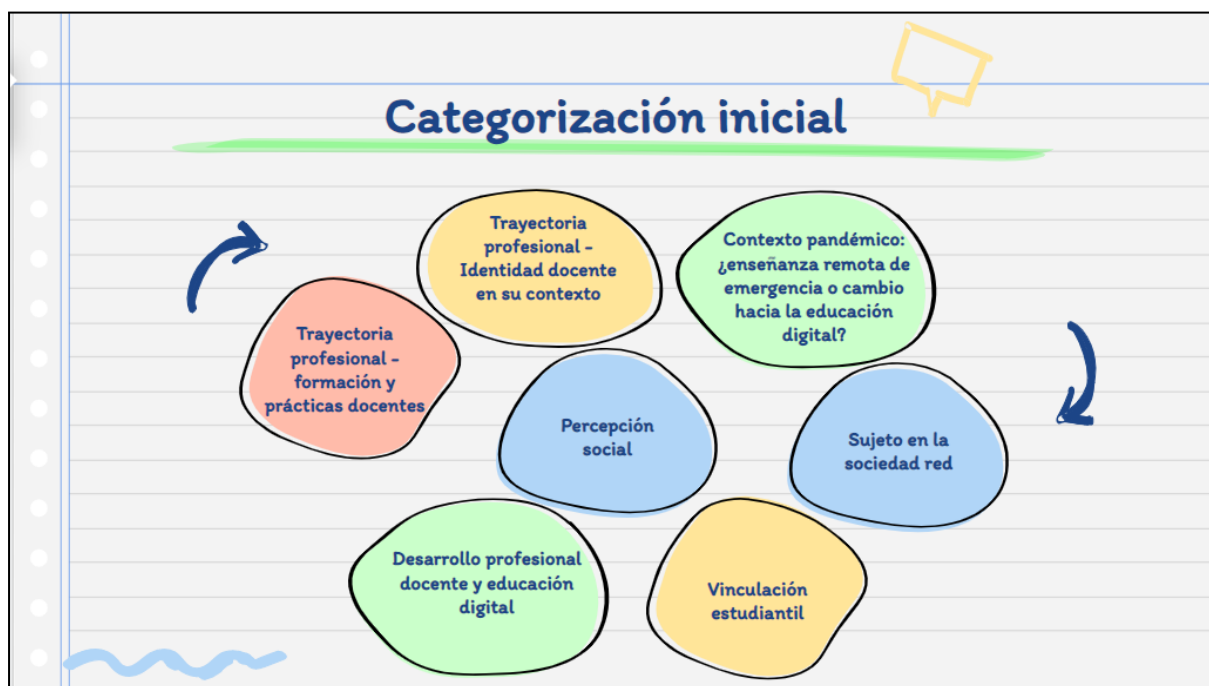 Categorización inicial
Trayectoria
profesional -
Identidad docente
en su contexto
Contexto pandémico:
¿enseñanza remota de
emergencia o cambio
hacia la educación
digital?
Trayectoria
profesional -
formación y
prácticas docentes
Percepción
social
Sujeto en la
sociedad red
Desarrollo profesional
docente y educación
digital
Vinculación
estudiantil